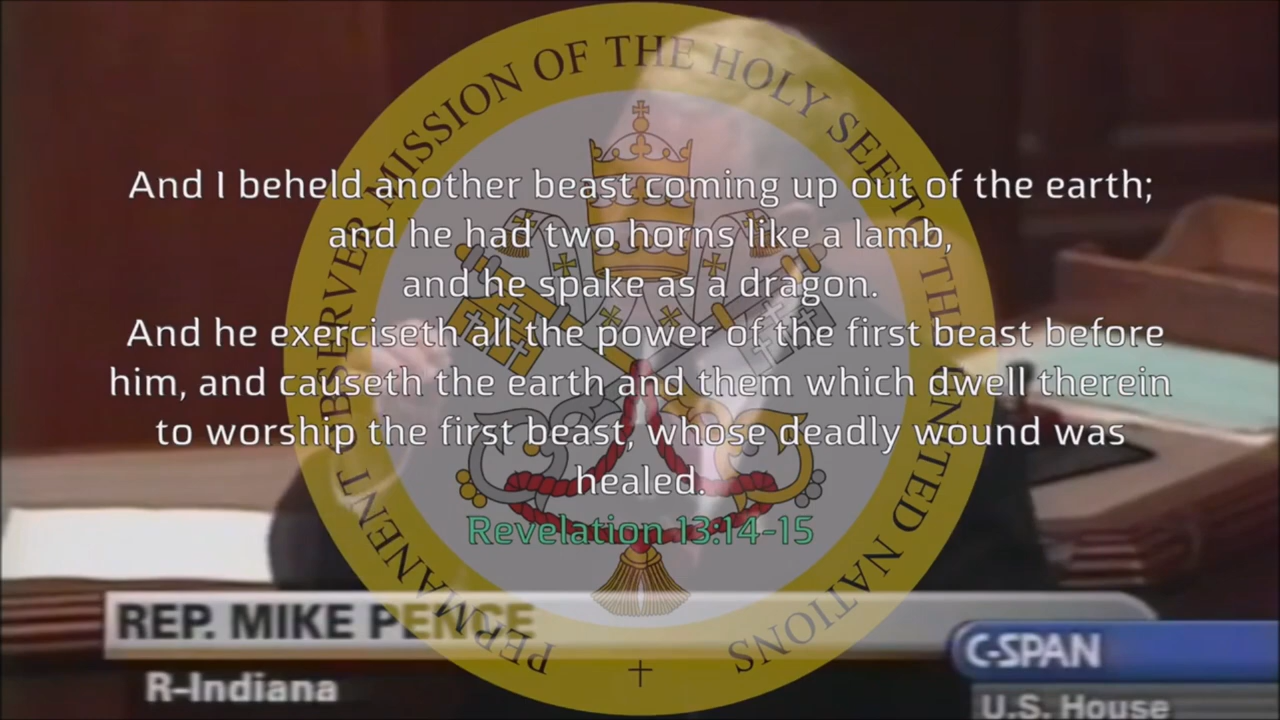 PERMANENT OBSERVER MISSION OF THE HOLY SEE TO THE UNITED NATIONS
And I beheld another beast coming up out of the earth;
and he had two horns like a lamb,
and he spake as a dragon.
And he exerciseth all the power of the first beast before
him, and causeth the earth and them which dwell therein
to worship the first beast, whose deadly wound was
healed.
Revelation 13:14-15
REP. MIKE PENCE
R-Indiana
C-SPAN
U.S. House